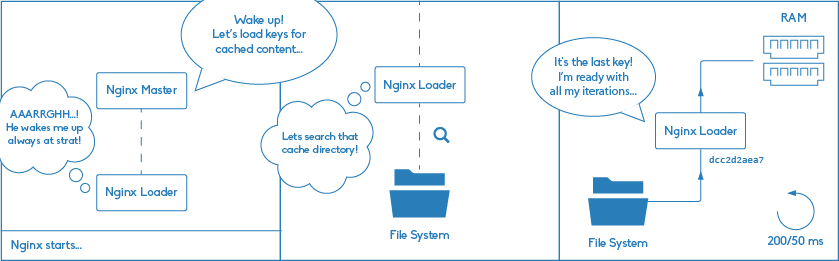 Wake up!
Let's load keys for
cached content...
Nginx Master
AAARRGHH...!
He wakes me up
always at strat!
Nginx Loader
Nginx starts...
Nginx Loader
Lets search that
cache directory!
File System
RAM
It's the last key!
I'm ready with
all my iterations...
Nginx Loader
dcc2d2aea7
File System
200/50 ms